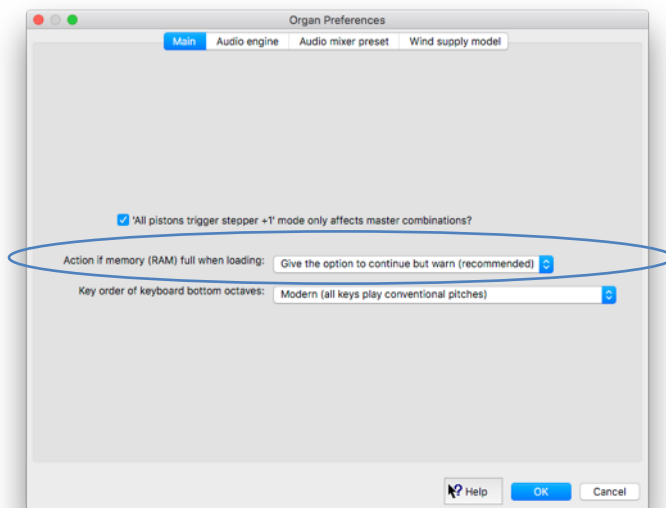 Organ Preferences
Main Audio engine Audio mixer preset Wind supply model
'All pistons trigger stepper +1' mode only affects master combinations?
Action if memory (RAM) full when loading: Give the option to continue but warn (recommended)
Key order of keyboard bottom octaves: Modern (all keys play conventional pitches)
? Help OK Cancel